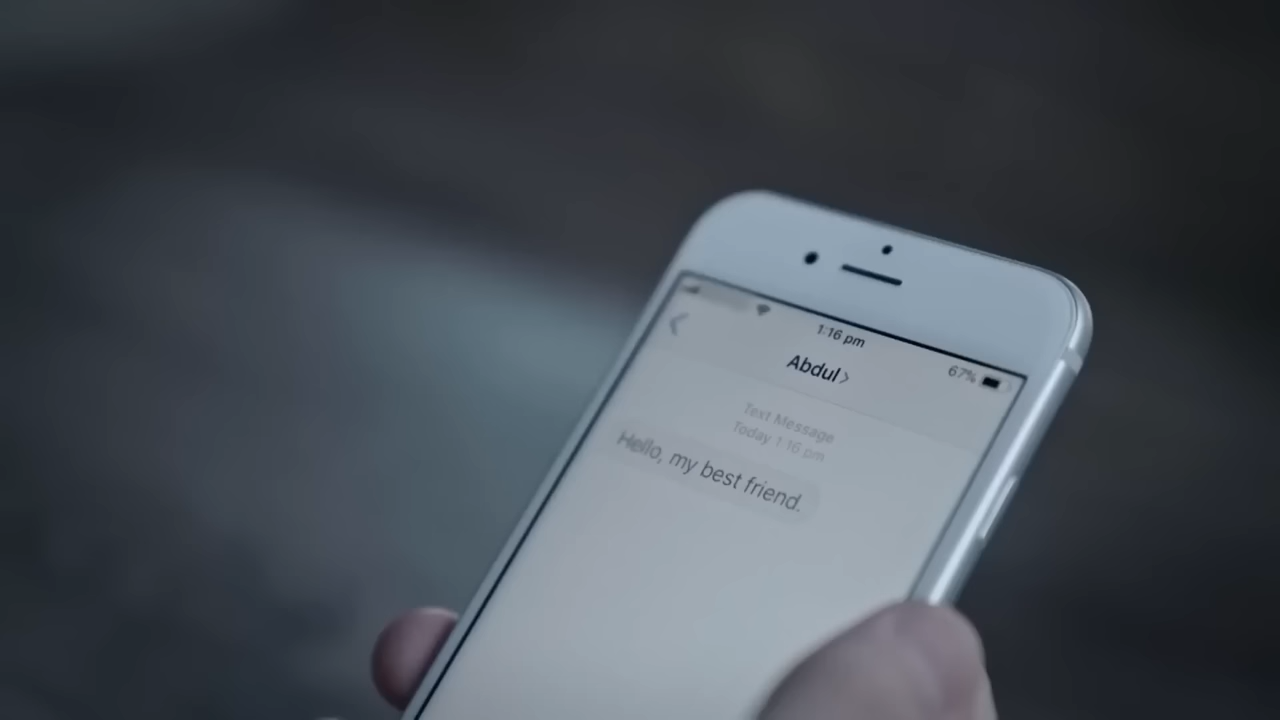 1:16 pm
67%
Abdul
Text Message
Today 1:16 pm
Hello, my best friend.